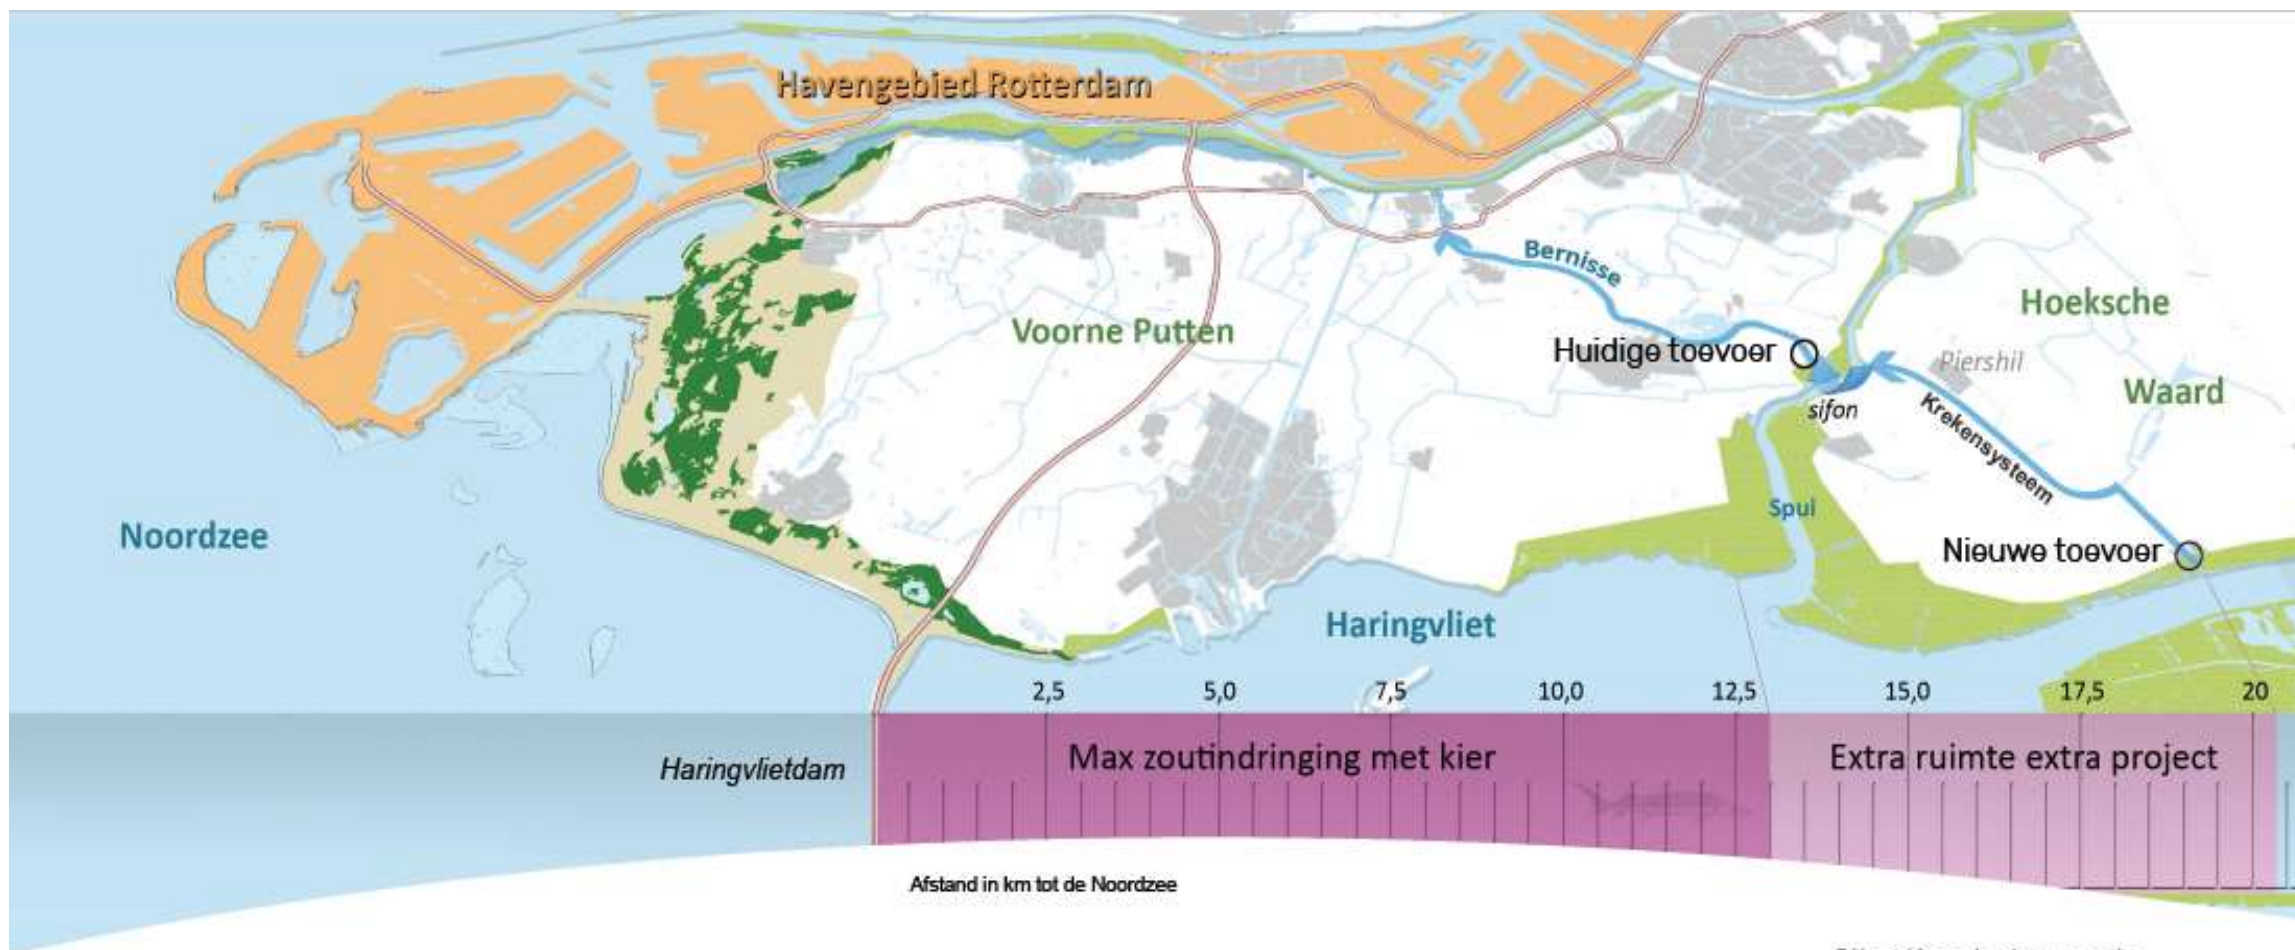 Havengebied Rotterdam
Bernisse
Hoeksche
Voorne Putten
Huidige toevoer
Piershil
Waard
sifon
Krekensysteem
Spui
Noordzee
Nieuwe toevoer
Haringvliet
2,5 5,0 7,5 10,0 12,5 15,0 17,5 20
Haringvlietdam
Max zoutindringing met kier
Extra ruimte extra project
Afstand in km tot de Noordzee